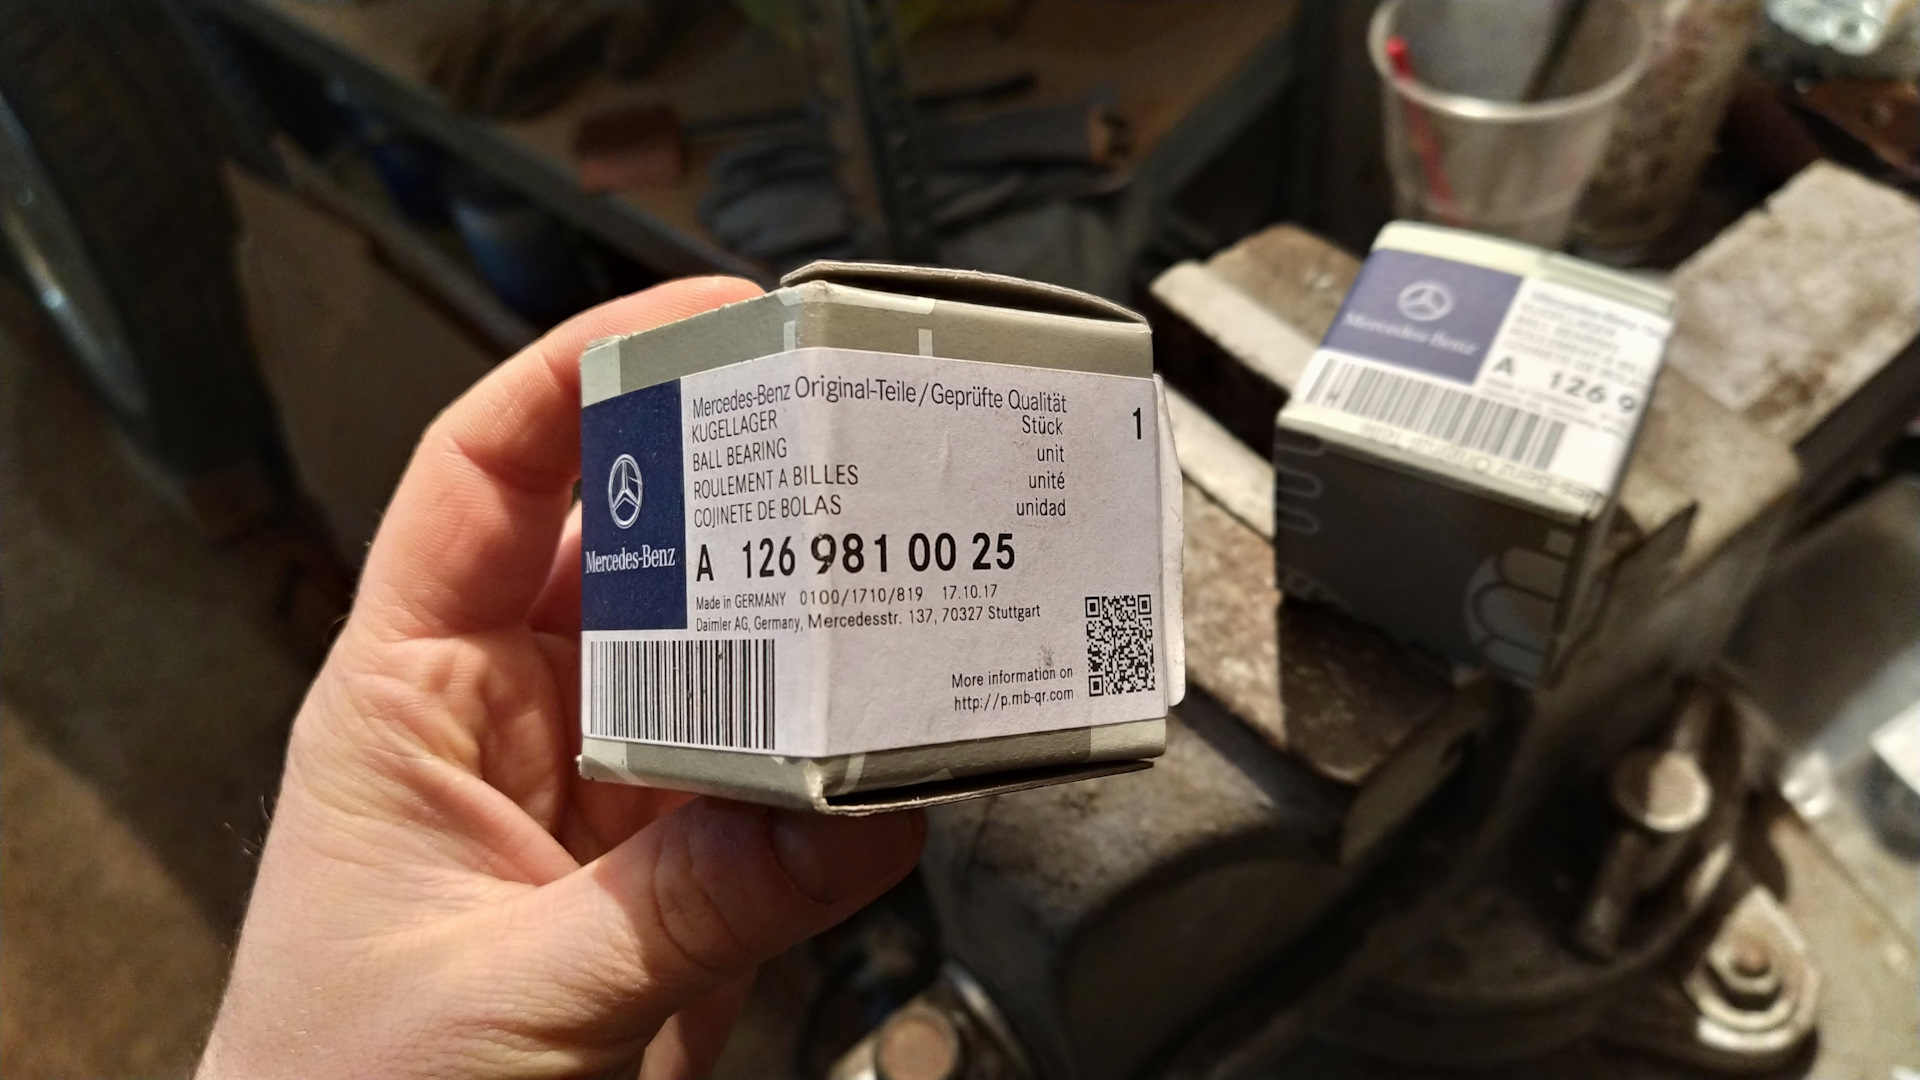 Mercedes-Benz Original-Teile/Geprüfte Qualität
KUGELLAGER Stück 1
BALL BEARING unit
ROULEMENT A BILLES unité
COJINETE DE BOLAS unidad
A 126 981 00 25
Made in GERMANY 0100/1710/819 17.10.17
Daimler AG, Germany, Mercedesstr. 137, 70327 Stuttgart
More information on
http://p.mb-qr.com
Mercedes-Benz
Mercedes-Benz
A 126 9